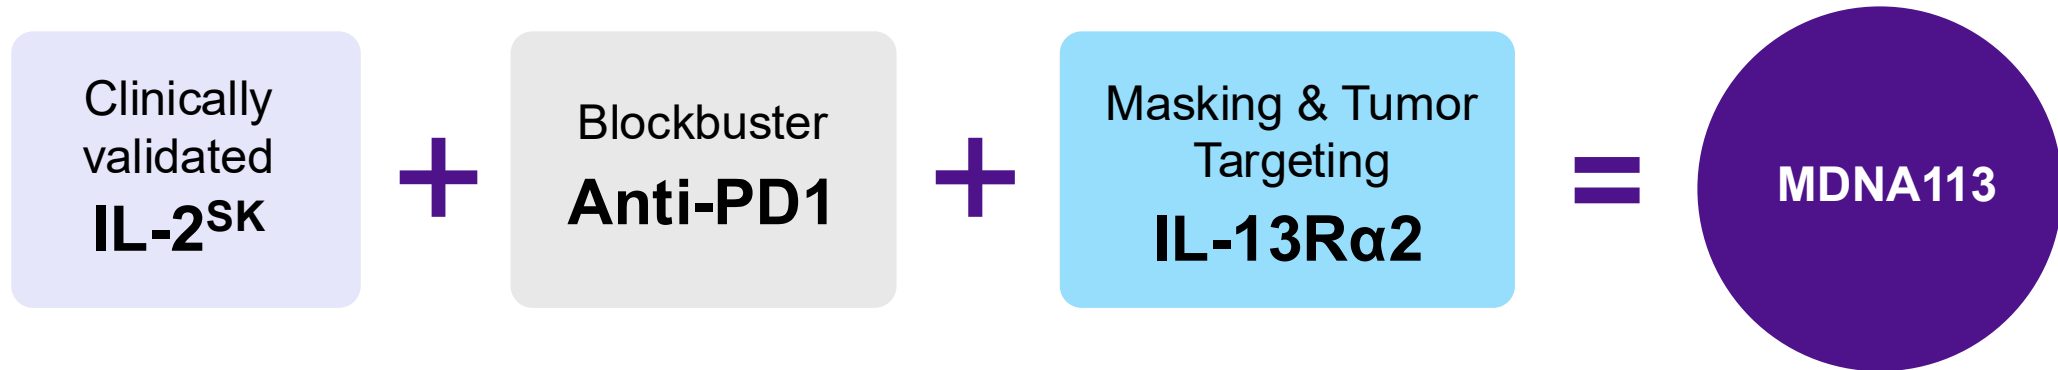 Clinically
validated
IL-2ˢᴷ
+
Blockbuster
Anti-PD1
+
Masking & Tumor
Targeting
IL-13Rα2
=
MDNA113